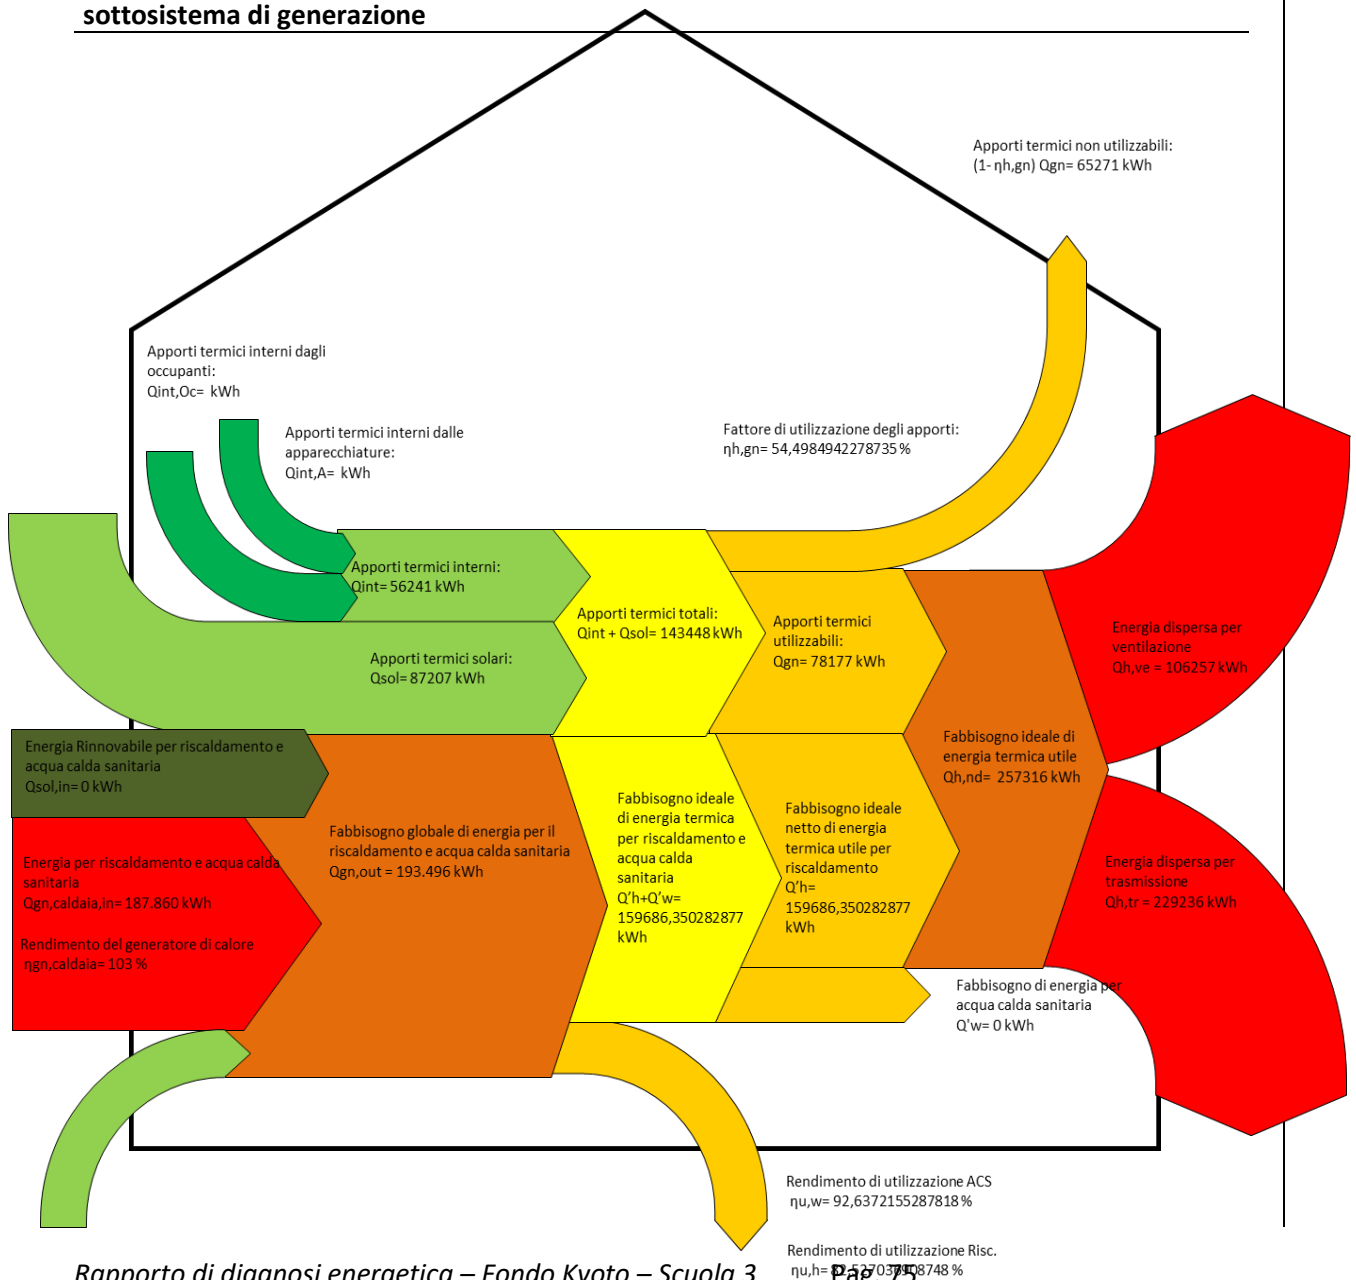 sottosistema di generazione
Apporti termici non utilizzabili:
(1- ηh,gn) Qgn= 65271 kWh
Apporti termici interni dagli
occupanti:
Qint,Oc=  kWh
Apporti termici interni dalle
apparecchiature:
Qint,A=  kWh
Fattore di utilizzazione degli apporti:
ηh,gn= 54,4984942278735 %
Apporti termici interni:
Qint= 56241 kWh
Apporti termici solari:
Qsol= 87207 kWh
Apporti termici totali:
Qint + Qsol= 143448 kWh
Apporti termici
utilizzabili:
Qgn= 78177 kWh
Energia dispersa per
ventilazione
Qh,ve = 106257 kWh
Energia Rinnovabile per riscaldamento e
acqua calda sanitaria
Qsol,in= 0 kWh
Fabbisogno ideale di
energia termica utile
Qh,nd=  257316 kWh
Fabbisogno globale di energia per il
riscaldamento e acqua calda sanitaria
Qgn,out = 193.496 kWh
Fabbisogno ideale
di energia termica
per riscaldamento e
acqua calda
sanitaria
Q’h+Q’w=
159686,350282877
kWh
Fabbisogno ideale
netto di energia
termica utile per
riscaldamento
Q’h=
159686,350282877
kWh
Energia per riscaldamento e acqua calda
sanitaria
Qgn,caldaia,in= 187.860 kWh
Rendimento del generatore di calore
ηgn,caldaia= 103 %
Energia dispersa per
trasmissione
Qh,tr = 229236 kWh
Fabbisogno di energia per
acqua calda sanitaria
Q'w= 0 kWh
Rendimento di utilizzazione ACS
ηu,w= 92,6372155287818 %
Rendimento di utilizzazione Risc.
ηu,h=
Rapporto di diagnosi energetica – Fondo Kyoto – Scuola 3